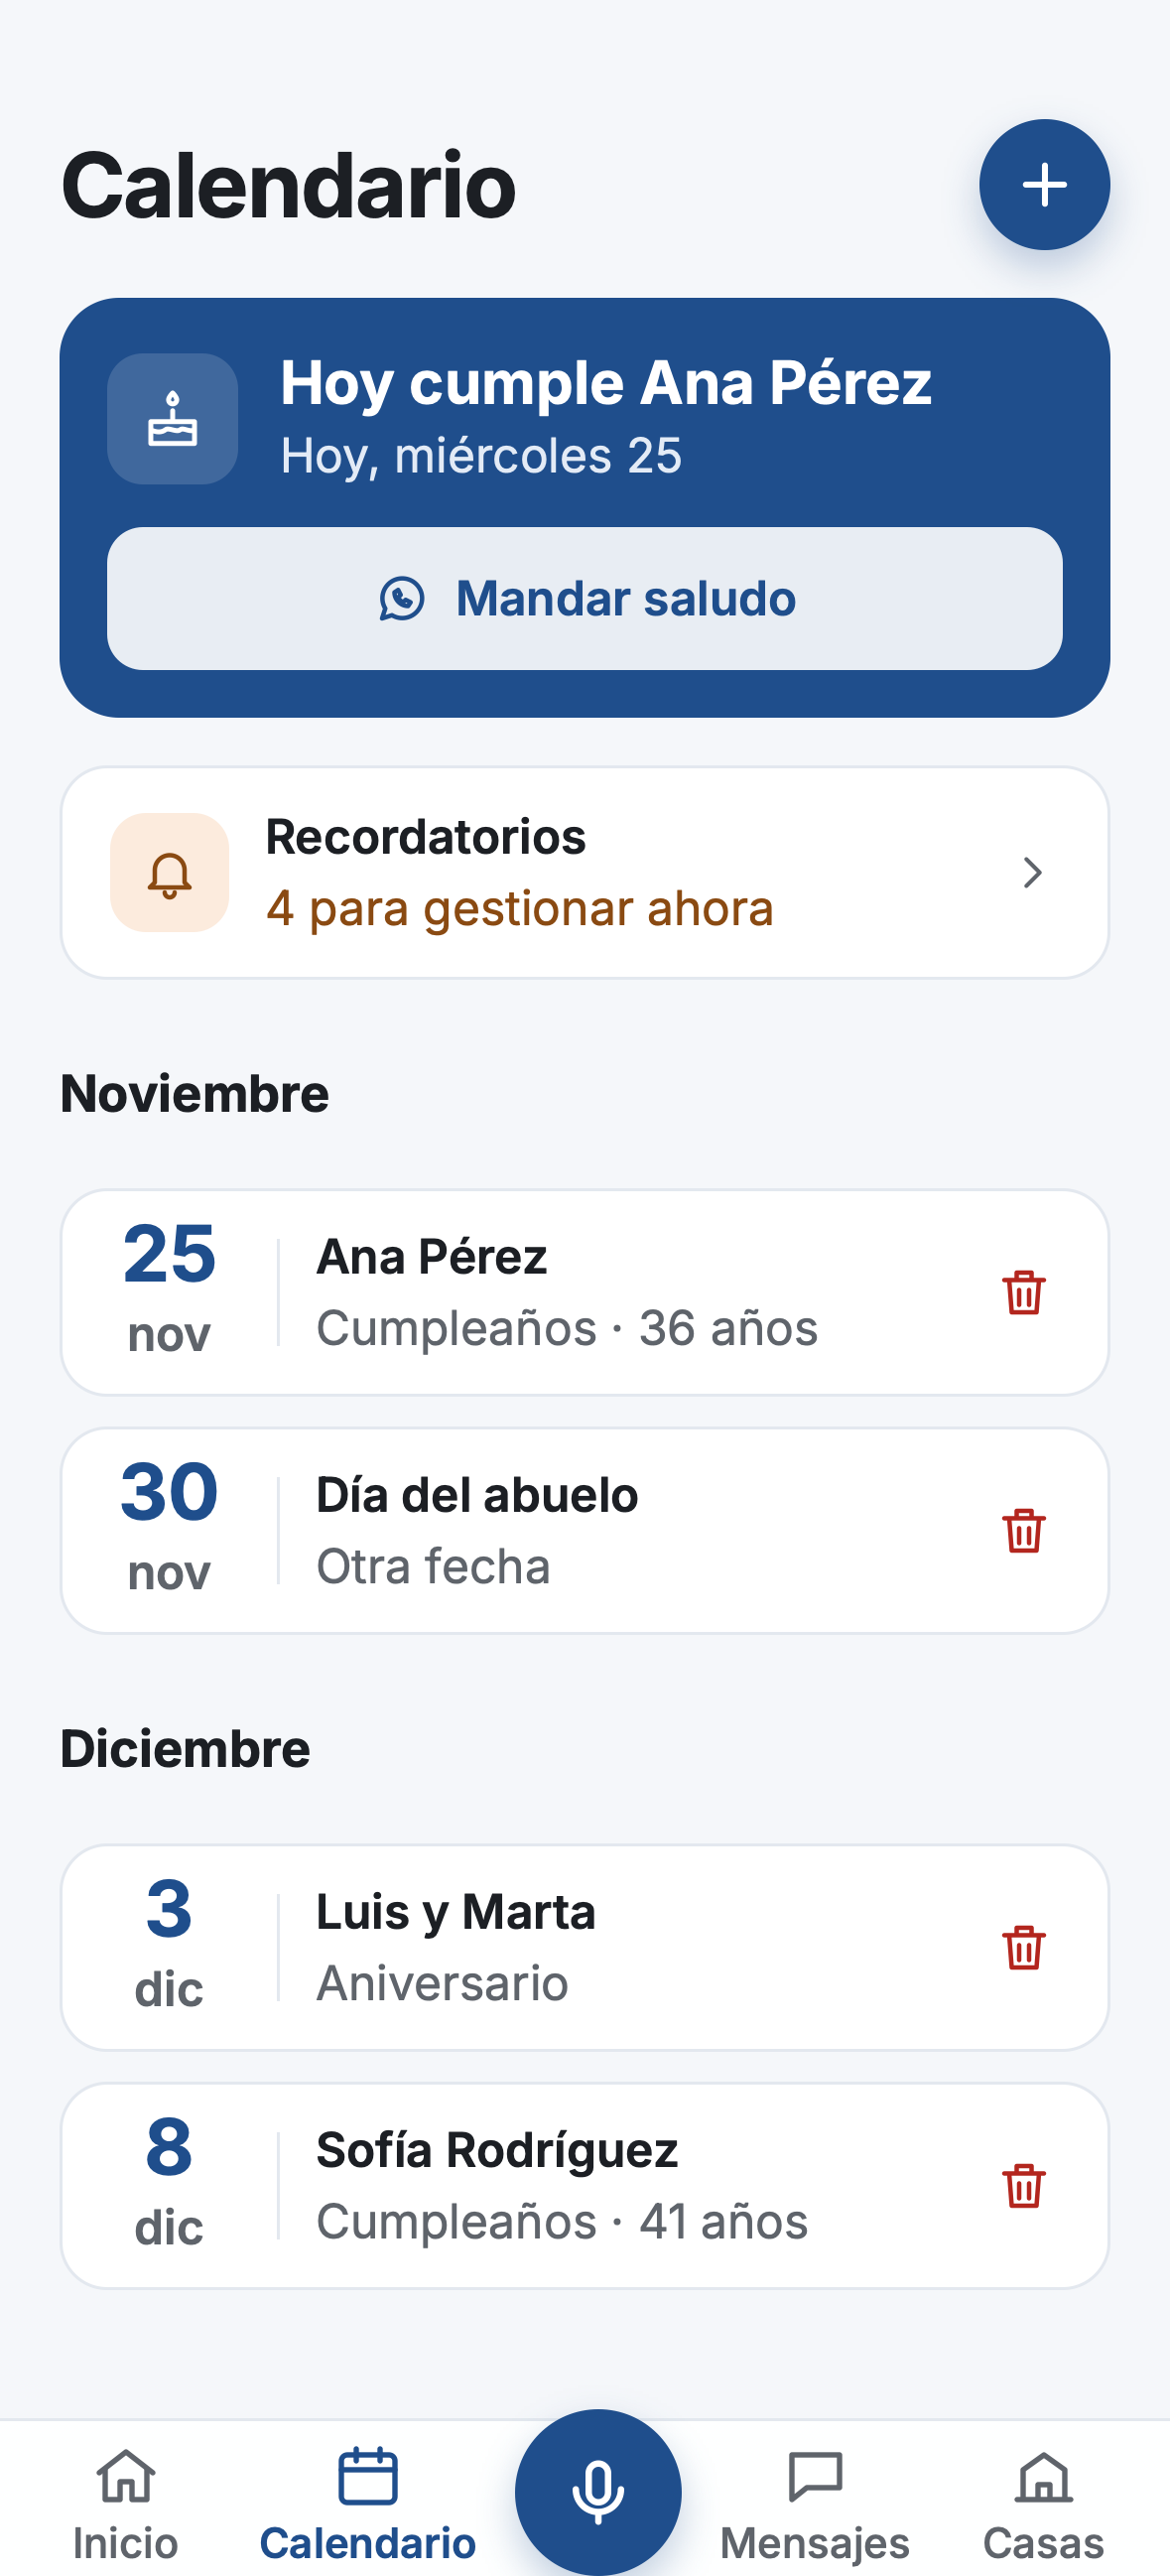 Calendario
Hoy cumple Ana Pérez
Hoy, miércoles 25
Mandar saludo
Recordatorios
4 para gestionar ahora
Noviembre
25
nov
Ana Pérez
Cumpleaños · 36 años
30
nov
Día del abuelo
Otra fecha
Diciembre
3
dic
Luis y Marta
Aniversario
8
dic
Sofía Rodríguez
Cumpleaños · 41 años
Inicio
Calendario
Mensajes
Casas